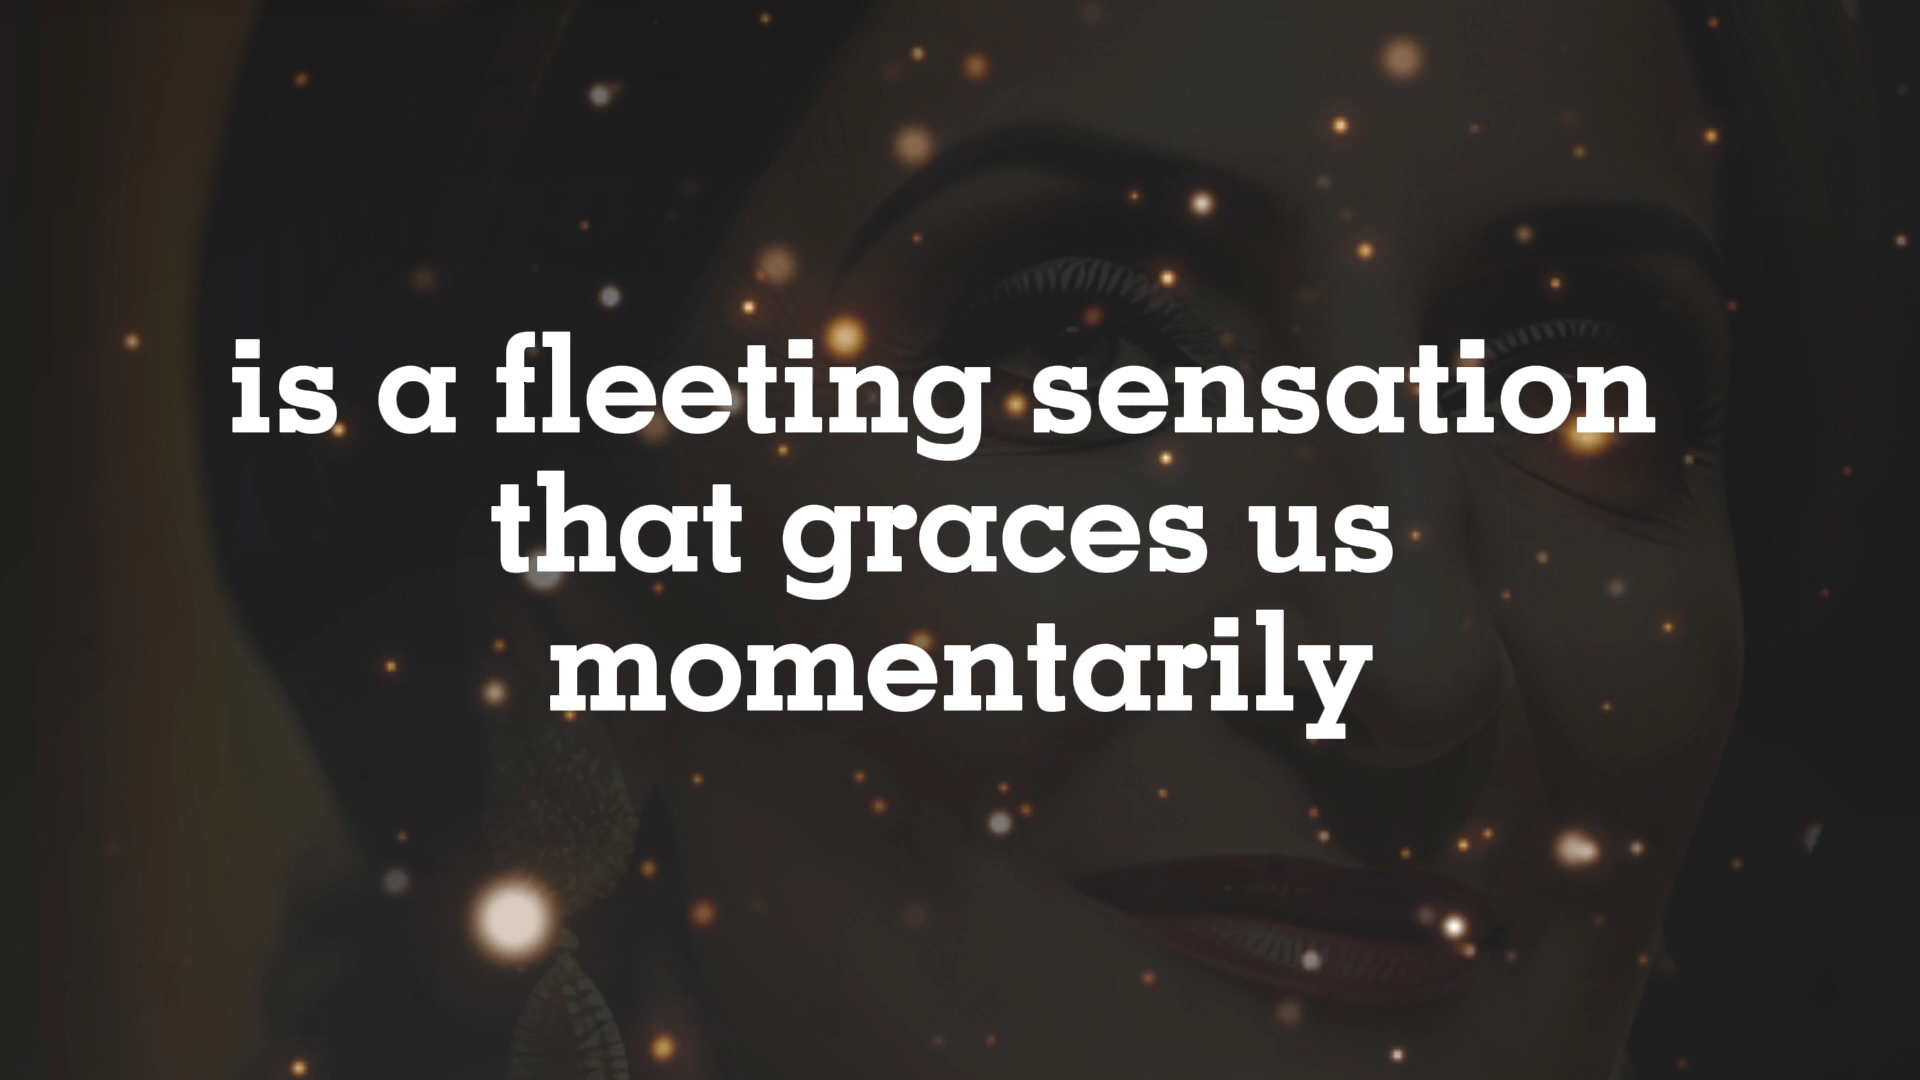 is a fleeting sensation
that graces us
momentarily